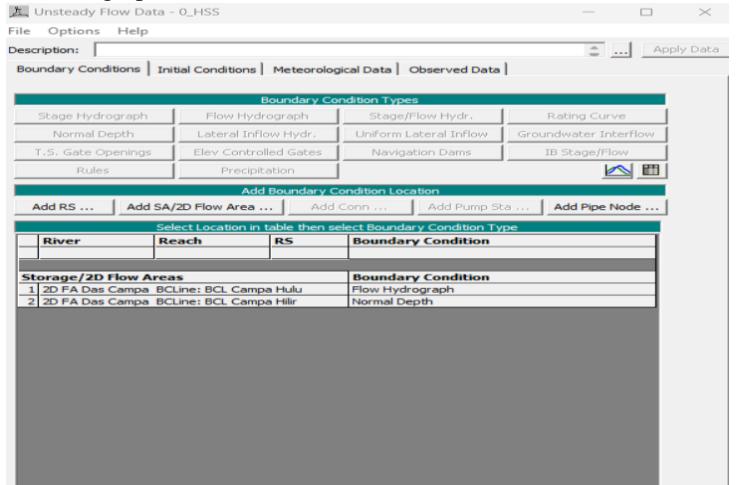 Unsteady Flow Data - 0_HSS
File Options Help
Description: ... Apply Data
Boundary Conditions Initial Conditions Meteorological Data Observed Data
Boundary Condition Types
Stage Hydrograph Flow Hydrograph Stage/Flow Hydr. Rating Curve
Normal Depth Lateral Inflow Hydr. Uniform Lateral Inflow Groundwater Interflow
T.S. Gate Openings Elev Controlled Gates Navigation Dams IB Stage/Flow
Rules Precipitation
Add Boundary Condition Location
Add RS ... Add SA/2D Flow Area ... Add Conn ... Add Pump Sta ... Add Pipe Node ...
Select Location in table then select Boundary Condition Type
River Reach RS Boundary Condition
Storage/2D Flow Areas Boundary Condition
1 2D FA Das Campa BCLine: BCL Campa Hulu Flow Hydrograph
2 2D FA Das Campa BCLine: BCL Campa Hilir Normal Depth